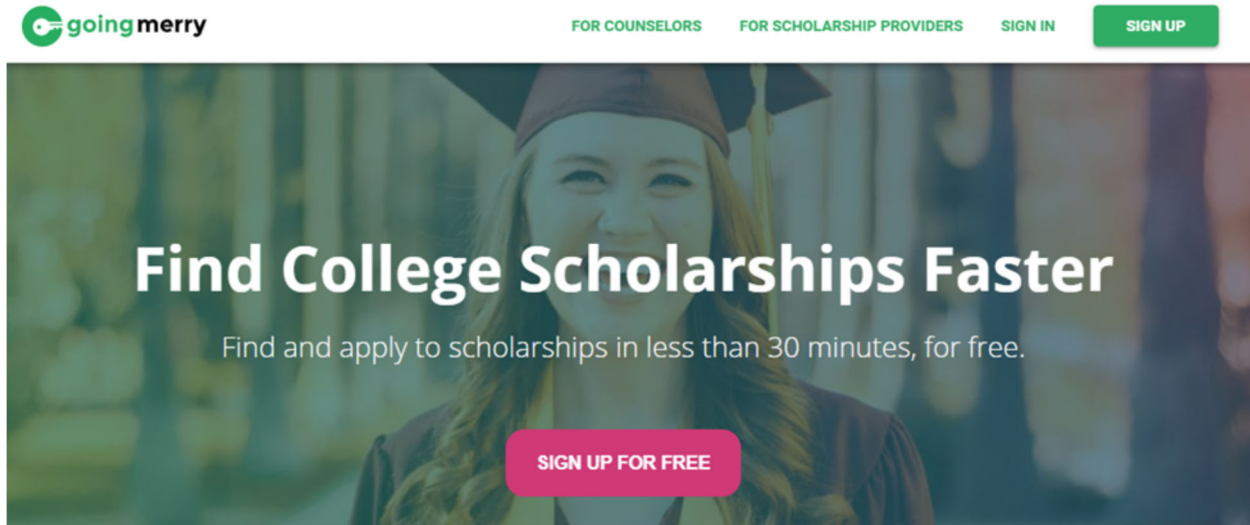 goingmerry
FOR COUNSELORS
FOR SCHOLARSHIP PROVIDERS
SIGN IN
SIGN UP
Find College Scholarships Faster
Find and apply to scholarships in less than 30 minutes, for free.
SIGN UP FOR FREE